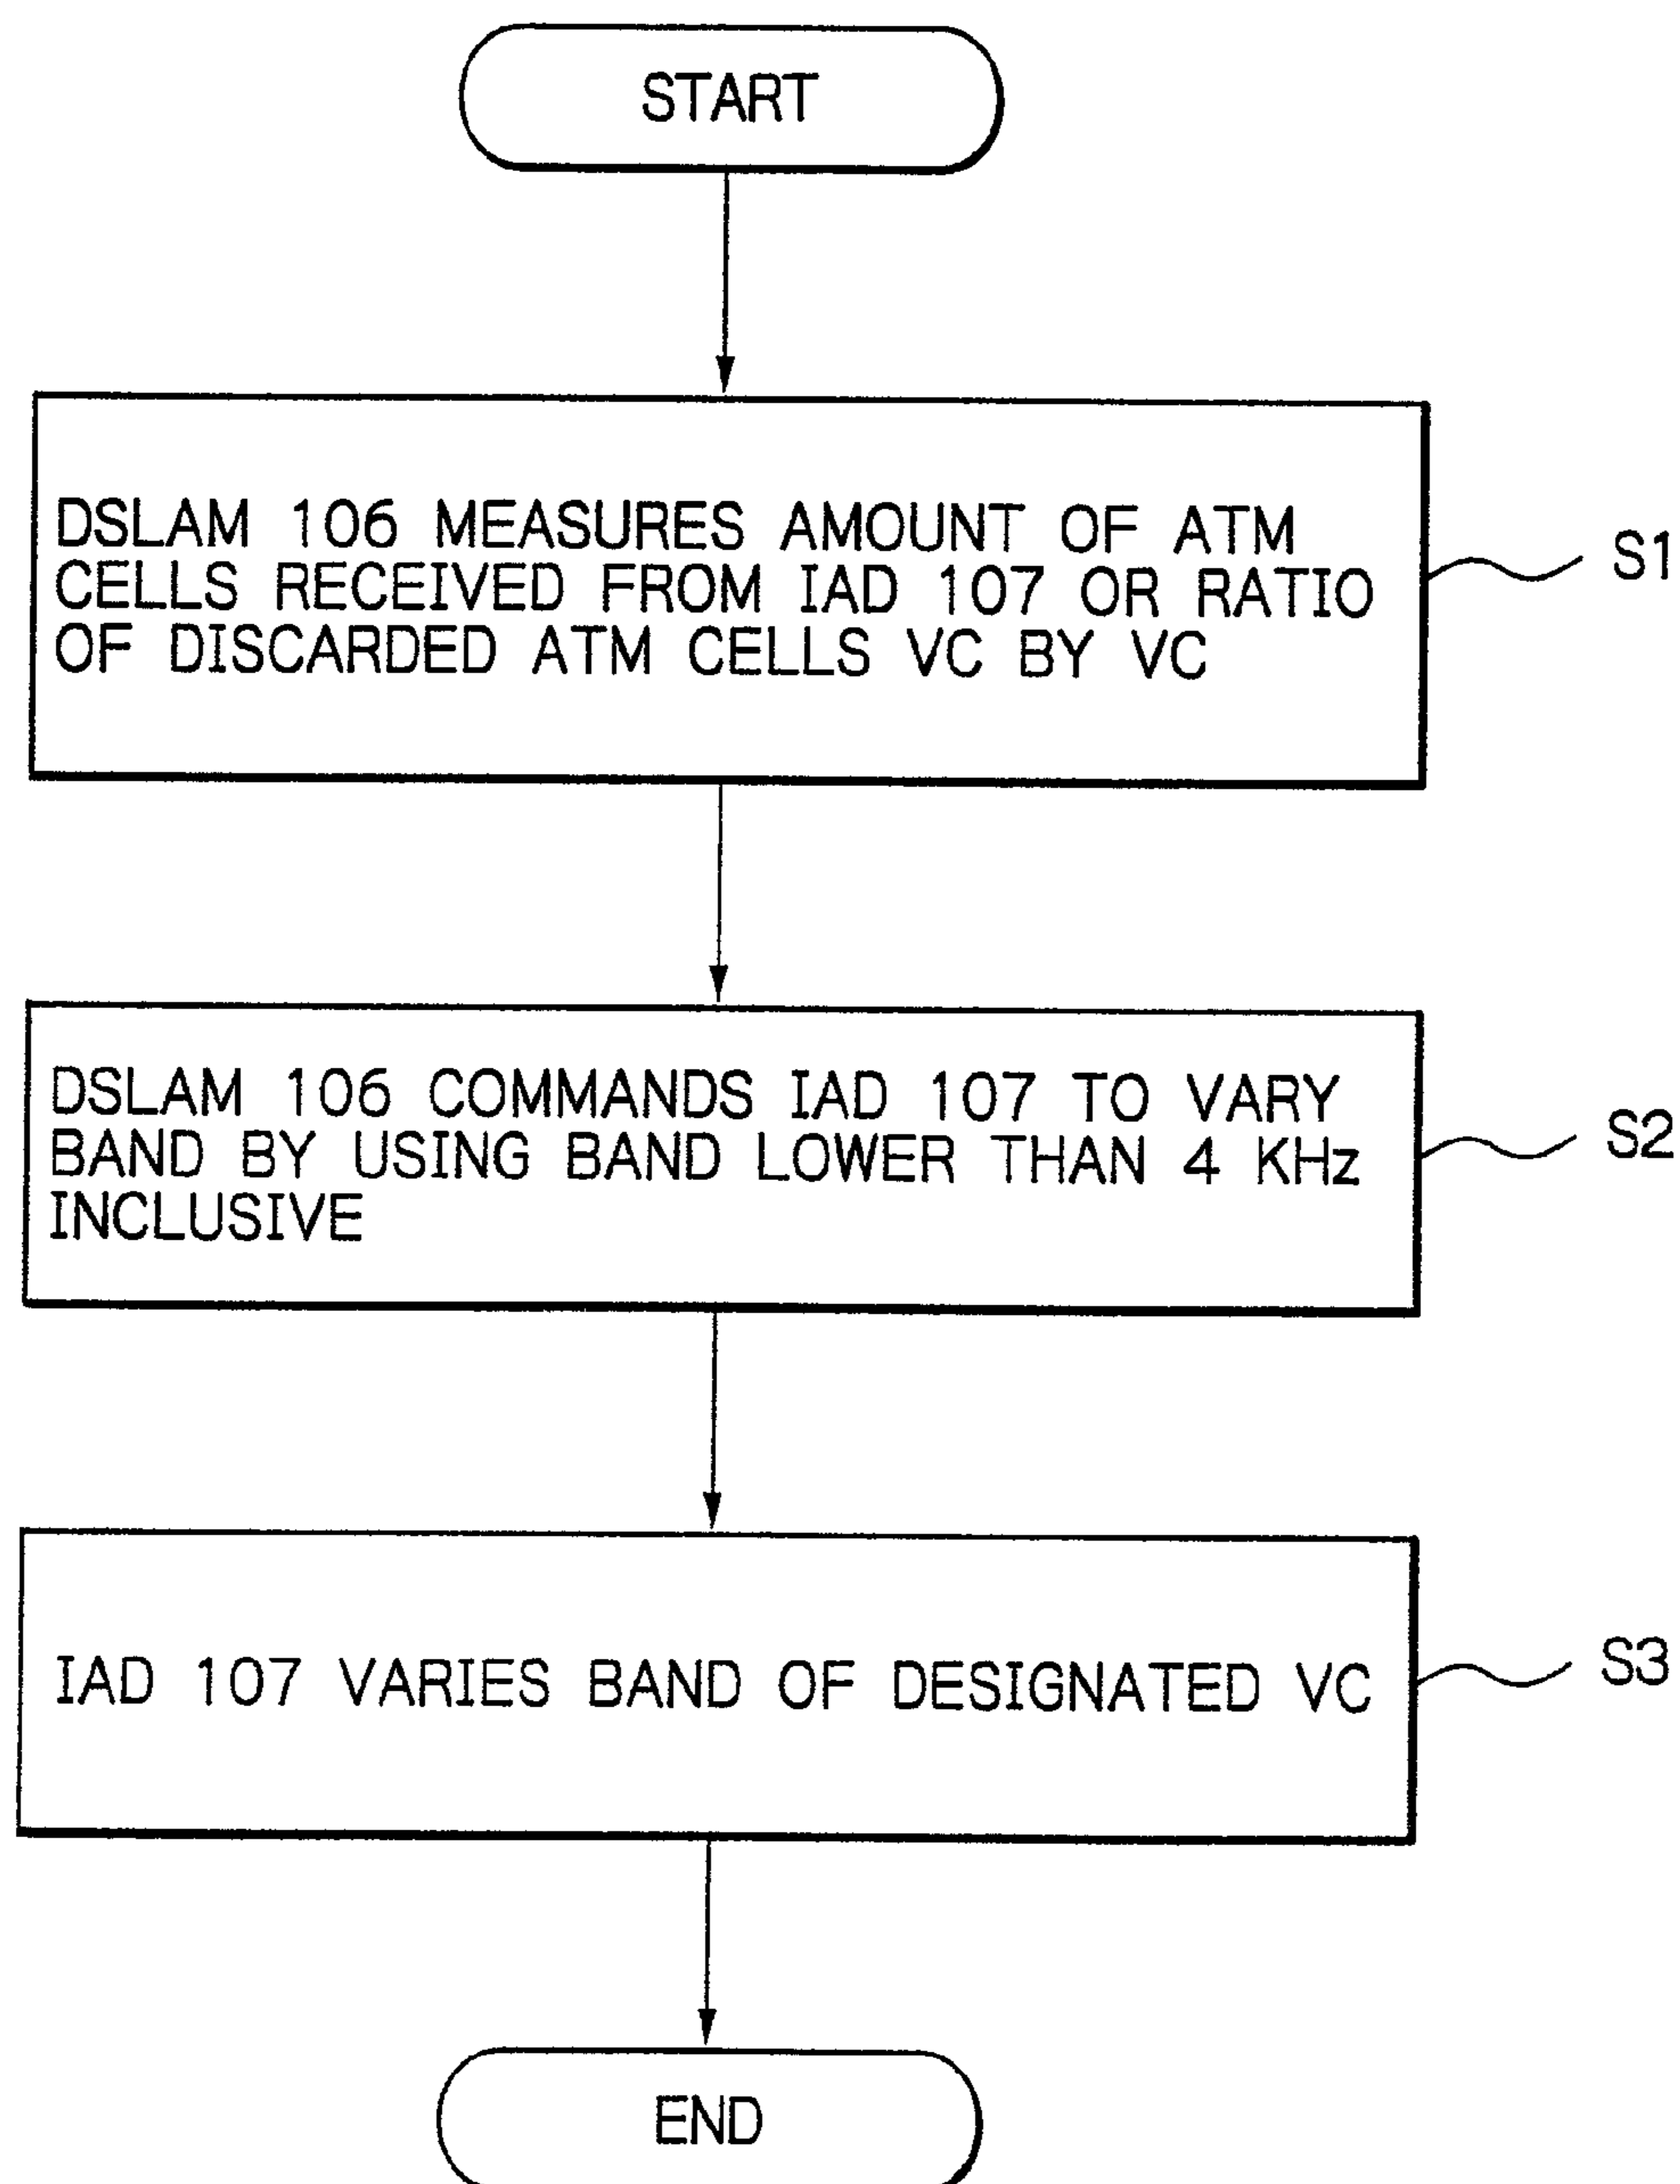 START
DSLAM 106 MEASURES AMOUNT OF ATM
CELLS RECEIVED FROM IAD 107 OR RATIO
OF DISCARDED ATM CELLS VC BY VC
S1
DSLAM 106 COMMANDS IAD 107 TO VARY
BAND BY USING BAND LOWER THAN 4 KHz
INCLUSIVE
S2
IAD 107 VARIES BAND OF DESIGNATED VC
S3
END